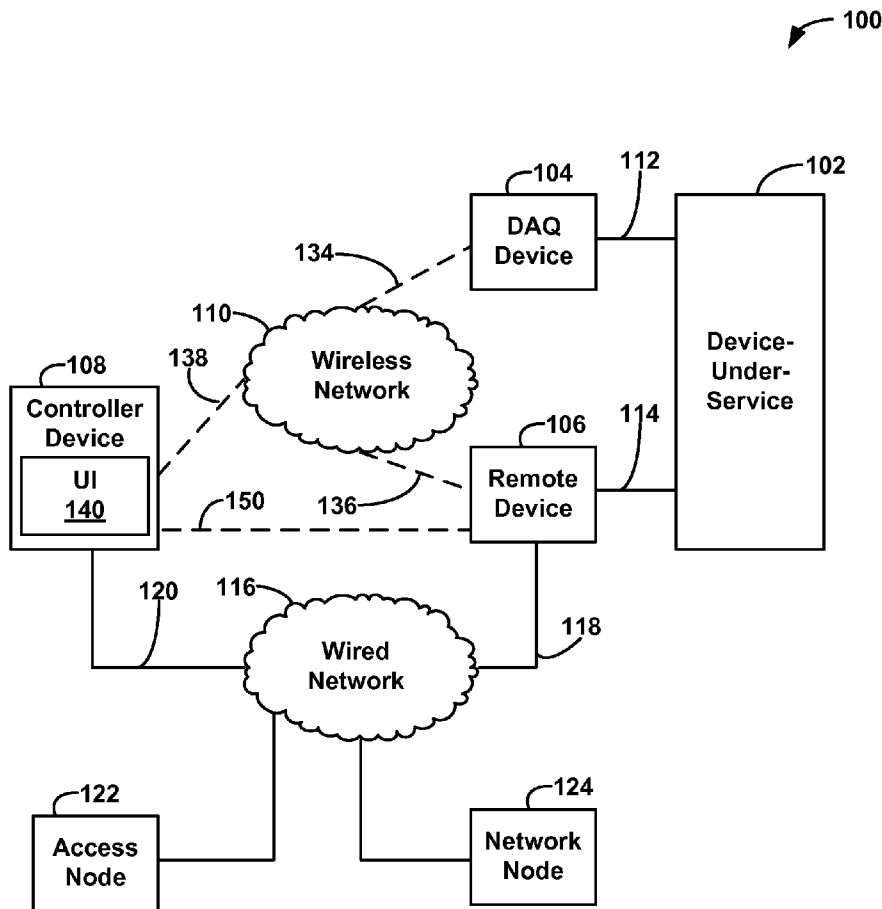 100
104
112
102
DAQ
Device
134
110
Wireless
Network
138
108
Controller
Device
UI
140
Device-
Under-
Service
106
114
Remote
Device
136
150
120
116
118
Wired
Network
122
Access
Node
124
Network
Node